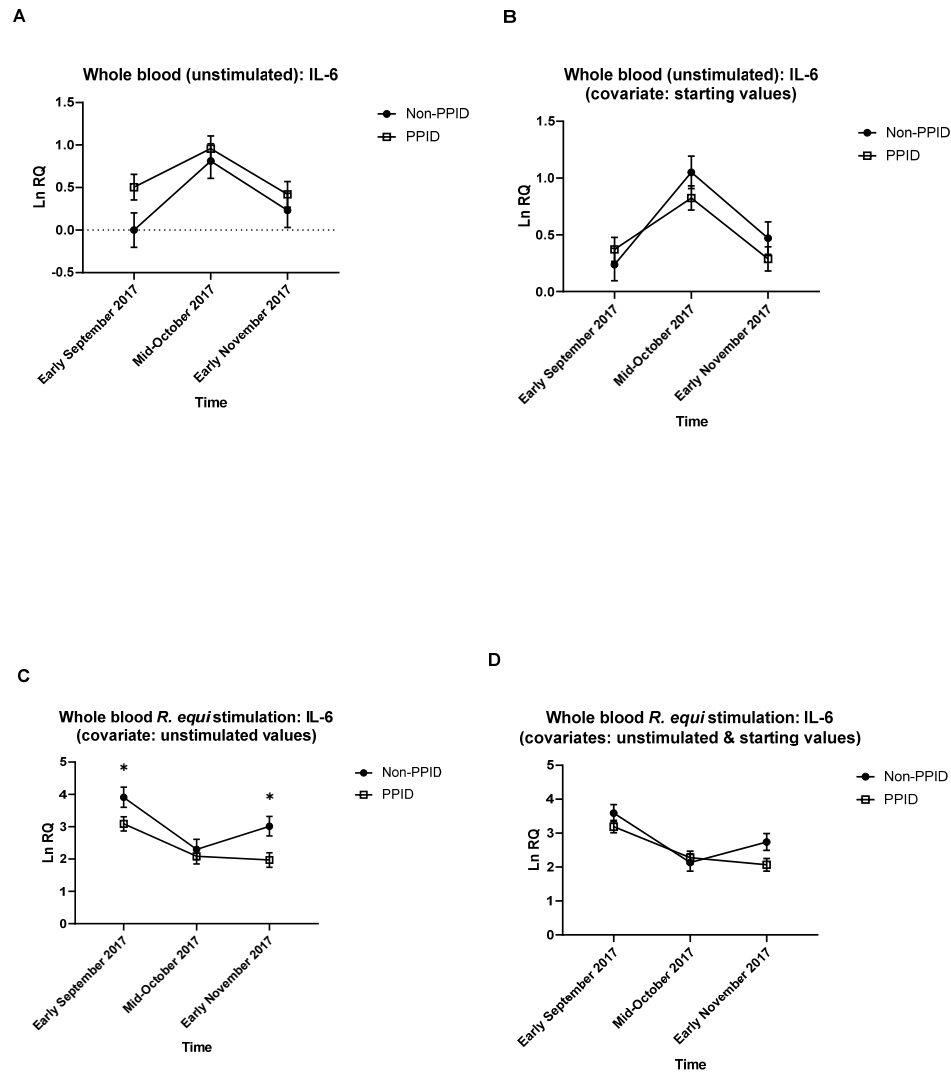 A
Whole blood (unstimulated): IL-6
1.5
1.0
0.5
0.0
-0.5
Ln RQ
Non-PPID
PPID
Early September 2017
Mid-October 2017
Early November 2017
Time
B
Whole blood (unstimulated): IL-6
(covariate: starting values)
1.5
1.0
0.5
0.0
Ln RQ
Non-PPID
PPID
Early September 2017
Mid-October 2017
Early November 2017
Time
C
Whole blood R. equi stimulation: IL-6
(covariate: unstimulated values)
5
4
3
2
1
0
Ln RQ
*
*
Non-PPID
PPID
Early September 2017
Mid-October 2017
Early November 2017
Time
D
Whole blood R. equi stimulation: IL-6
(covariates: unstimulated & starting values)
5
4
3
2
1
0
Ln RQ
Non-PPID
PPID
Early September 2017
Mid-October 2017
Early November 2017
Time